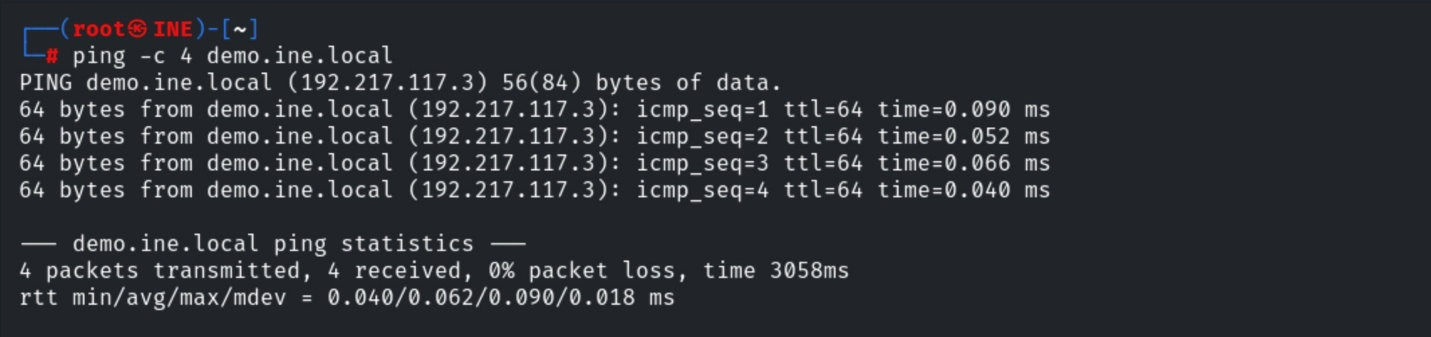 ┌──(root㉿INE)-[~]
└─# ping -c 4 demo.ine.local
PING demo.ine.local (192.217.117.3) 56(84) bytes of data.
64 bytes from demo.ine.local (192.217.117.3): icmp_seq=1 ttl=64 time=0.090 ms
64 bytes from demo.ine.local (192.217.117.3): icmp_seq=2 ttl=64 time=0.052 ms
64 bytes from demo.ine.local (192.217.117.3): icmp_seq=3 ttl=64 time=0.066 ms
64 bytes from demo.ine.local (192.217.117.3): icmp_seq=4 ttl=64 time=0.040 ms
--- demo.ine.local ping statistics ---
4 packets transmitted, 4 received, 0% packet loss, time 3058ms
rtt min/avg/max/mdev = 0.040/0.062/0.090/0.018 ms